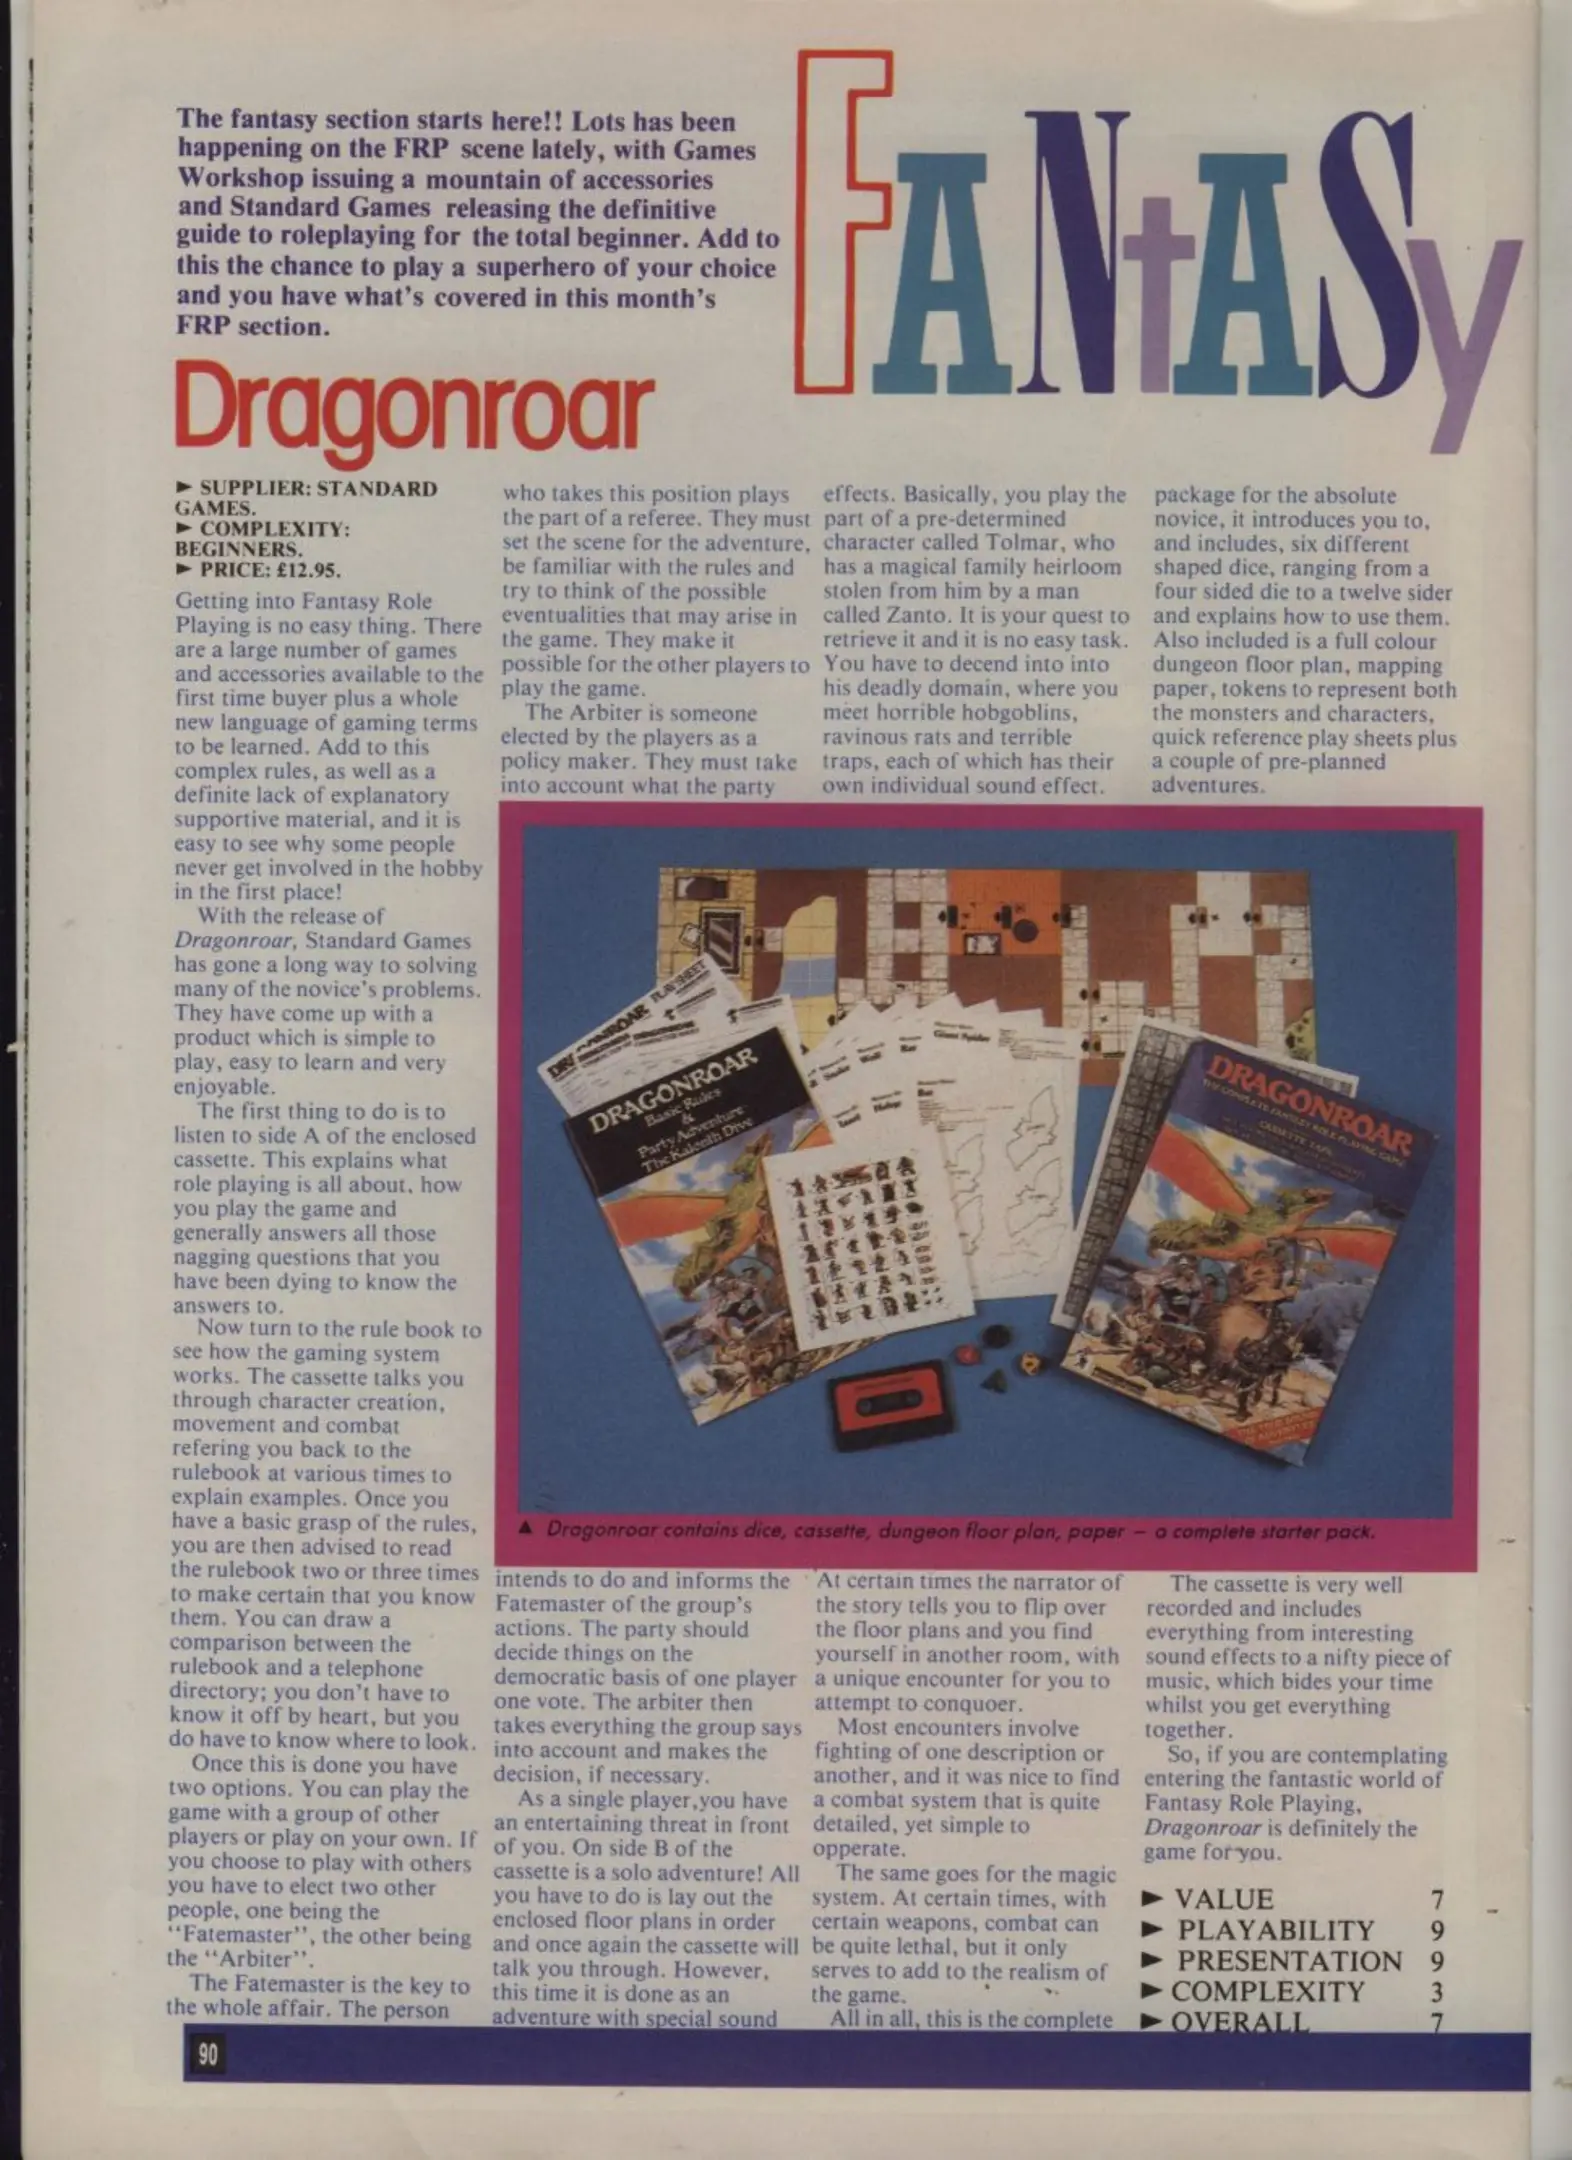 The fantasy section starts here!! Lots has been
happening on the FRP scene lately, with Games
Workshop issuing a mountain of accessories
and Standard Games releasing the definitive
guide to roleplaying for the total beginner. Add to
this the chance to play a superhero of your choice
and you have what's covered in this month's
FRP section.
FANtASy
Dragonroar
► SUPPLIER: STANDARD
GAMES.
► COMPLEXITY:
BEGINNERS.
► PRICE: £12.95.
Getting into Fantasy Role
Playing is no easy thing. There
are a large number of games
and accessories available to the
first time buyer plus a whole
new language of gaming terms
to be learned. Add to this
complex rules, as well as a
definite lack of explanatory
supportive material, and it is
easy to see why some people
never get involved in the hobby
in the first place!
With the release of
Dragonroar, Standard Games
has gone a long way to solving
many of the novice's problems.
They have come up with a
product which is simple to
play, easy to learn and very
enjoyable.
The first thing to do is to
listen to side A of the enclosed
cassette. This explains what
role playing is all about, how
you play the game and
generally answers all those
nagging questions that you
have been dying to know the
answers to.
Now turn to the rule book to
see how the gaming system
works. The cassette talks you
through character creation,
movement and combat
refering you back to the
rulebook at various times to
explain examples. Once you
have a basic grasp of the rules,
you are then advised to read
the rulebook two or three times
to make certain that you know
them. You can draw a
comparison between the
rulebook and a telephone
directory; you don't have to
know it off by heart, but you
do have to know where to look.
Once this is done you have
two options. You can play the
game with a group of other
players or play on your own. If
you choose to play with others
you have to elect two other
people, one being the
"Fatemaster", the other being
the "Arbiter".
The Fatemaster is the key to
the whole affair. The person
who takes this position plays
the part of a referee. They must
set the scene for the adventure,
be familiar with the rules and
try to think of the possible
eventualities that may arise in
the game. They make it
possible for the other players to
play the game.
The Arbiter is someone
elected by the players as a
policy maker. They must take
into account what the party
intends to do and informs the
Fatemaster of the group's
actions. The party should
decide things on the
democratic basis of one player
one vote. The arbiter then
takes everything the group says
into account and makes the
decision, if necessary.
As a single player,you have
an entertaining threat in front
of you. On side B of the
cassette is a solo adventure! All
you have to do is lay out the
enclosed floor plans in order
and once again the cassette will
talk you through. However,
this time it is done as an
adventure with special sound
effects. Basically, you play the
part of a pre-determined
character called Tolmar, who
has a magical family heirloom
stolen from him by a man
called Zanto. It is your quest to
retrieve it and it is no easy task.
You have to decend into into
his deadly domain, where you
meet horrible hobgoblins,
ravinous rats and terrible
traps, each of which has their
own individual sound effect.
At certain times the narrator of
the story tells you to flip over
the floor plans and you find
yourself in another room, with
a unique encounter for you to
attempt to conquoer.
Most encounters involve
fighting of one description or
another, and it was nice to find
a combat system that is quite
detailed, yet simple to
opperate.
The same goes for the magic
system. At certain times, with
certain weapons, combat can
be quite lethal, but it only
serves to add to the realism of
the game.
All in all, this is the complete
package for the absolute
novice, it introduces you to,
and includes, six different
shaped dice, ranging from a
four sided die to a twelve sider
and explains how to use them.
Also included is a full colour
dungeon floor plan, mapping
paper, tokens to represent both
the monsters and characters,
quick reference play sheets plus
a couple of pre-planned
adventures.
The cassette is very well
recorded and includes
everything from interesting
sound effects to a nifty piece of
music, which bides your time
whilst you get everything
together.
So, if you are contemplating
entering the fantastic world of
Fantasy Role Playing,
Dragonroar is definitely the
game for you.
► VALUE 7
► PLAYABILITY 9
► PRESENTATION 9
► COMPLEXITY 3
► OVERALL 7
DRAGONROAR PLAYSHEET
DRAGONROAR
Basic Rules
&
Party Adventure
The Kalenith Dive
Giant Spider
Rat
Wolf
Snake
DRAGONROAR
THE COMPLETE FANTASY ROLE PLAYING GAME
CASSETTE TAPE
▲ Dragonroar contains dice, cassette, dungeon floor plan, paper – a complete starter pack.
90